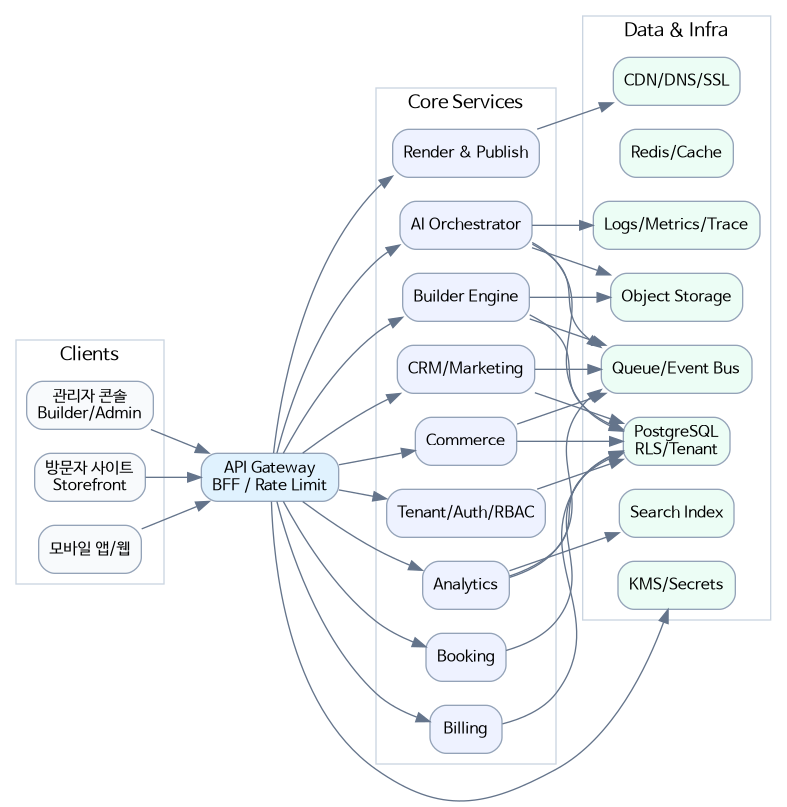 Clients
관리자 콘솔
Builder/Admin
방문자 사이트
Storefront
모바일 앱/웹
API Gateway
BFF / Rate Limit
Core Services
Render & Publish
AI Orchestrator
Builder Engine
CRM/Marketing
Commerce
Tenant/Auth/RBAC
Analytics
Booking
Billing
Data & Infra
CDN/DNS/SSL
Redis/Cache
Logs/Metrics/Trace
Object Storage
Queue/Event Bus
PostgreSQL
RLS/Tenant
Search Index
KMS/Secrets